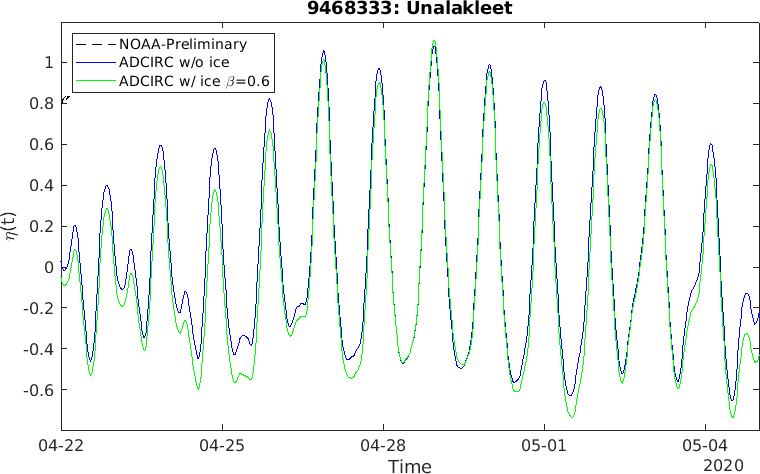 9468333: Unalakleet
NOAA-Preliminary
ADCIRC w/o ice
ADCIRC w/ ice β=0.6
1
0.8
0.6
0.4
0.2
0
-0.2
-0.4
-0.6
η(t)
04-22
04-25
04-28
05-01
05-04
Time
2020